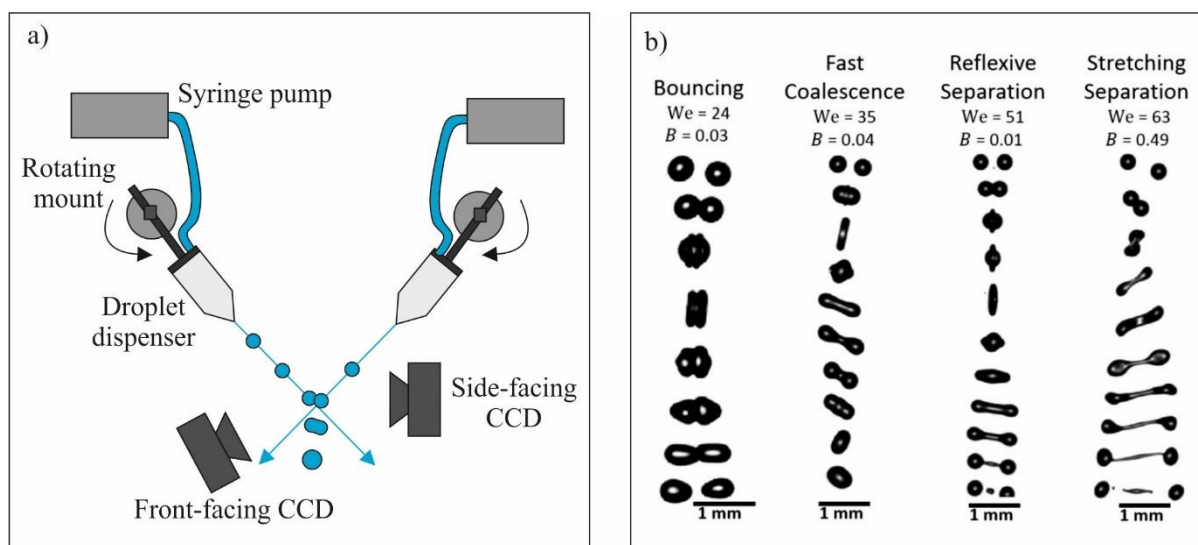 a)
Syringe pump
Rotating
mount
Droplet
dispenser
Side-facing
CCD
Front-facing CCD
b)
Bouncing
We = 24
B = 0.03
Fast
Coalescence
We = 35
B = 0.04
Reflexive
Separation
We = 51
B = 0.01
Stretching
Separation
We = 63
B = 0.49
1 mm
1 mm
1 mm
1 mm